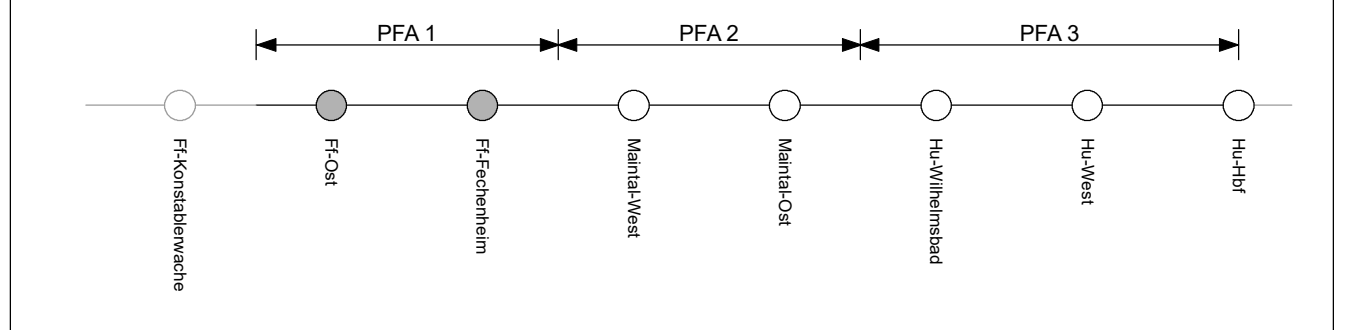 PFA 1
PFA 2
PFA 3
Ff-Konstablerwache
Ff-Ost
Ff-Fechenheim
Maintal-West
Maintal-Ost
Hu-Wilhelmsbad
Hu-West
Hu-Hbf